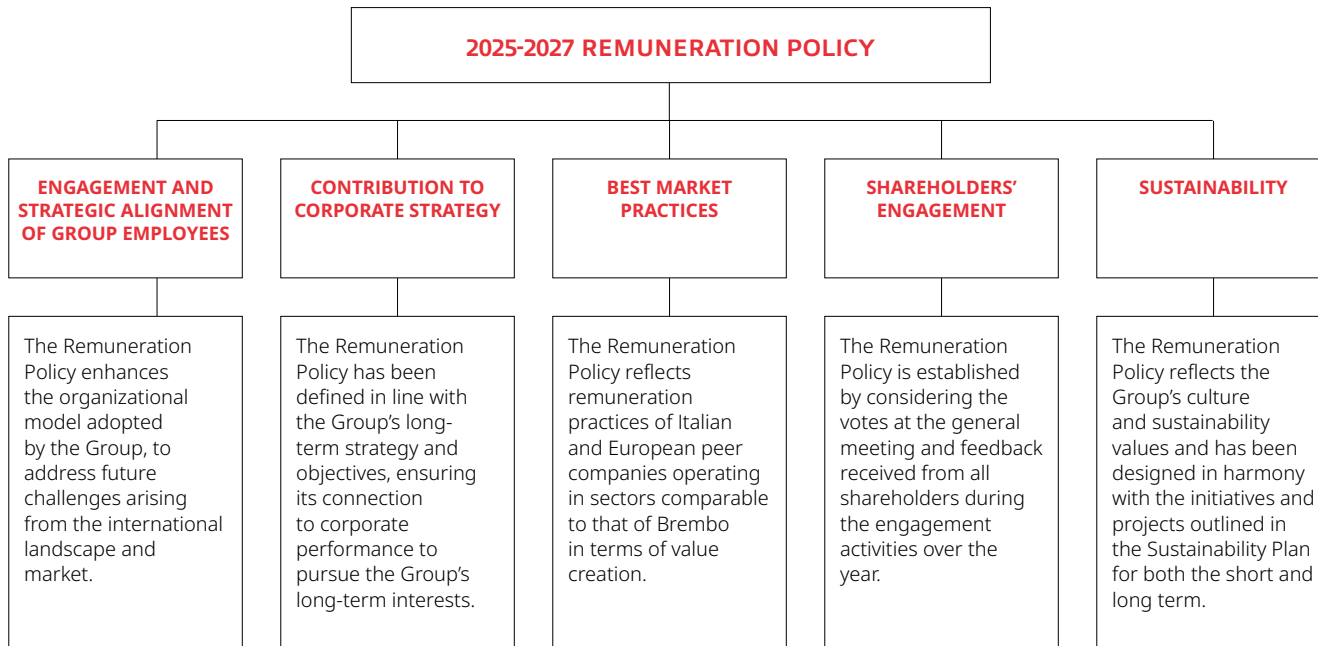 2025-2027 REMUNERATION POLICY
ENGAGEMENT AND
STRATEGIC ALIGNMENT
OF GROUP EMPLOYEES
The Remuneration
Policy enhances
the organizational
model adopted
by the Group, to
address future
challenges arising
from the international
landscape and
market.
CONTRIBUTION TO
CORPORATE STRATEGY
The Remuneration
Policy has been
defined in line with
the Group’s long-
term strategy and
objectives, ensuring
its connection
to corporate
performance to
pursue the Group’s
long-term interests.
BEST MARKET
PRACTICES
The Remuneration
Policy reflects
remuneration
practices of Italian
and European peer
companies operating
in sectors comparable
to that of Brembo
in terms of value
creation.
SHAREHOLDERS’
ENGAGEMENT
The Remuneration
Policy is established
by considering the
votes at the general
meeting and feedback
received from all
shareholders during
the engagement
activities over the
year.
SUSTAINABILITY
The Remuneration
Policy reflects the
Group’s culture
and sustainability
values and has been
designed in harmony
with the initiatives and
projects outlined in
the Sustainability Plan
for both the short and
long term.